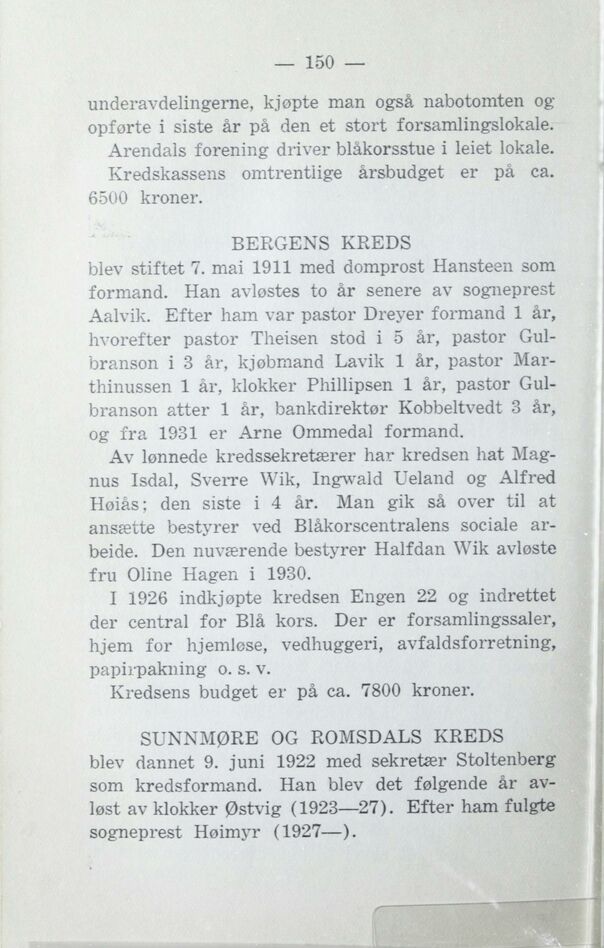 — 150 —
underavdelingerne, kjøpte man også nabotomten og
opførte i siste år på den et stort forsamlingslokale.
Arendals forening driver blåkorsstue i leiet lokale.
Kredskassens omtrentlige årsbudget er på ca.
6500 kroner.
BERGENS KREDS
blev stiftet 7. mai 1911 med domprost Hansteen som
formand. Han avløstes to år senere av sogneprest
Aalvik. Efter ham var pastor Dreyer formand 1 år,
hvorefter pastor Theisen stod i 5 år, pastor Gul-
branson i 3 år, kjøbmand Lavik 1 år, pastor Mar-
thinussen 1 år, klokker Phillipsen 1 år, pastor Gul-
branson atter 1 år, bankdirektør Kobbeltvedt 3 år,
og fra 1931 er Arne Ommedal formand.
Av lønnede kredssekretærer har kredsen hat Mag-
nus Isdal, Sverre Wik, Ingwald Ueland og Alfred
Høiås; den siste i 4 år. Man gik så over til at
ansætte bestyrer ved Blåkorscentralens sociale ar-
beide. Den nuværende bestyrer Halfdan Wik avløste
fru Oline Hagen i 1930.
I 1926 indkjøpte kredsen Engen 22 og indrettet
der central for Blå kors. Der er forsamlingssaler,
hjem for hjemløse, vedhuggeri, avfaldsforretning,
papirpakning o. s. v.
Kredsens budget er på ca. 7800 kroner.
SUNNMØRE OG ROMSDALS KREDS
blev dannet 9. juni 1922 med sekretær Stoltenberg
som kredsformand. Han blev det følgende år av-
løst av klokker Østvig (1923—27). Efter ham fulgte
sogneprest Høimyr (1927—).